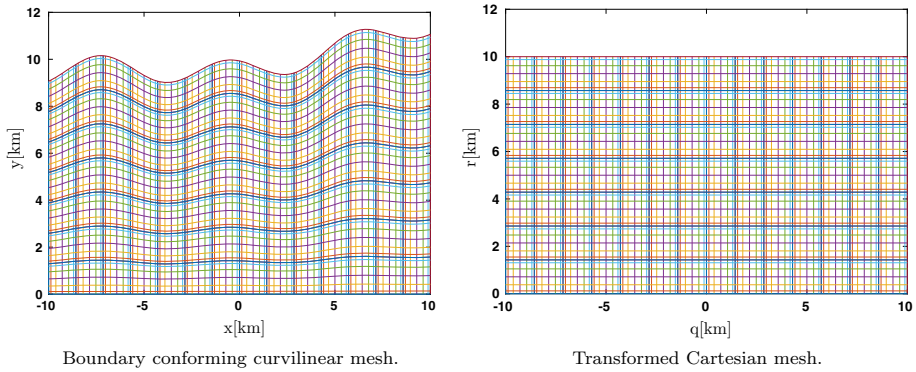 12
10
8
6
4
2
0
y[km]
-10 -5 0 5 10
x[km]
Boundary conforming curvilinear mesh.
12
10
8
6
4
2
0
r[km]
-10 -5 0 5 10
q[km]
Transformed Cartesian mesh.